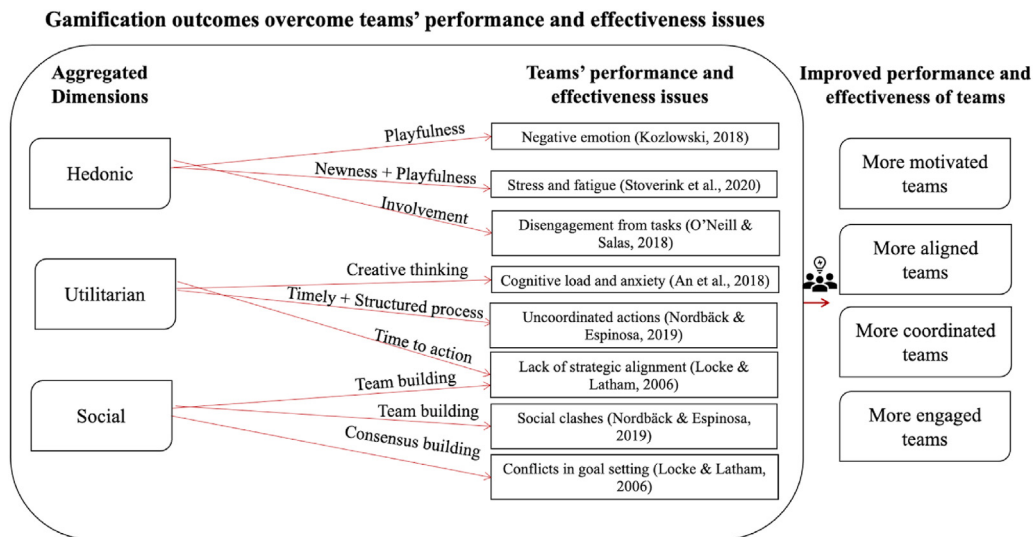 Gamification outcomes overcome teams’ performance and effectiveness issues
Aggregated
Dimensions
Teams’ performance and
effectiveness issues
Improved performance and
effectiveness of teams
Hedonic
Playfulness
Newness + Playfulness
Involvement
Negative emotion (Kozlowski, 2018)
Stress and fatigue (Stoverink et al., 2020)
Disengagement from tasks (O’Neill &
Salas, 2018)
Utilitarian
Creative thinking
Timely + Structured process
Time to action
Cognitive load and anxiety (An et al., 2018)
Uncoordinated actions (Nordbäck &
Espinosa, 2019)
Lack of strategic alignment (Locke &
Latham, 2006)
Social
Team building
Team building
Consensus building
Social clashes (Nordbäck & Espinosa,
2019)
Conflicts in goal setting (Locke & Latham,
2006)
More motivated
teams
More aligned
teams
More coordinated
teams
More engaged
teams